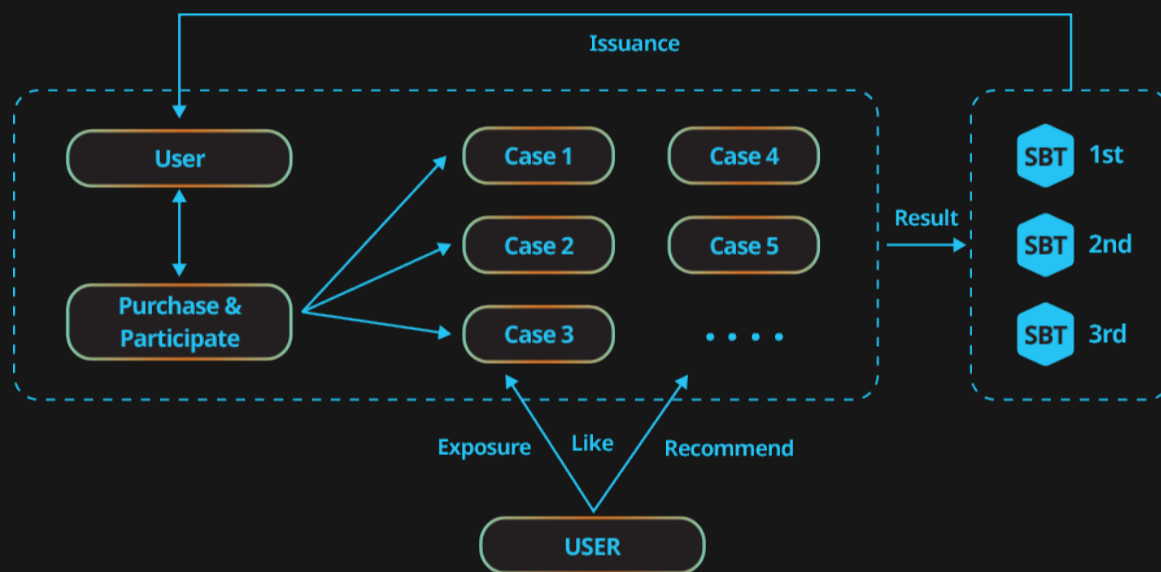 Issuance
User
Case 1
Case 4
SBT 1st
Result
Case 2
Case 5
SBT 2nd
Purchase &
Participate
Case 3
. . . .
SBT 3rd
Exposure
Like
Recommend
USER